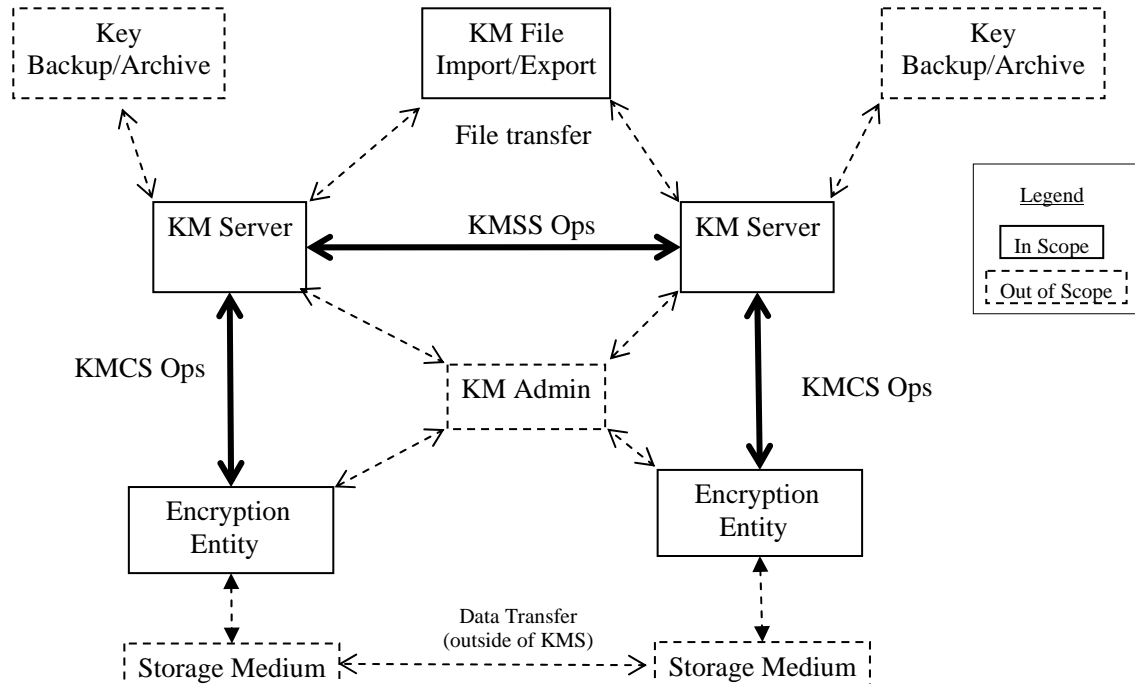 Key
Backup/Archive
KM File
Import/Export
Key
Backup/Archive
File transfer
KM Server
KMSS Ops
KM Server
Legend
In Scope
Out of Scope
KMCS Ops
KM Admin
KMCS Ops
Encryption
Entity
Encryption
Entity
Data Transfer
(outside of KMS)
Storage Medium
Storage Medium